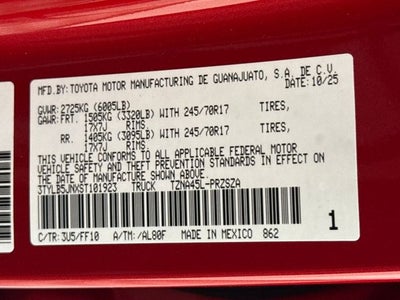 MFD.BY:TOYOTA MOTOR MANUFACTURING DE GUANAJUATO, S.A. DE C.V.
10/25
GVWR:2725KG (6005LB)
GAWR:FRT. 1505KG (3320LB) WITH 245/70R17 TIRES,
17X7J RIMS
RR. 1405KG (3095LB) WITH 245/70R17 TIRES,
17X7J RIMS
THIS VEHICLE CONFORMS TO ALL APPLICABLE FEDERAL MOTOR
VEHICLE SAFETY AND THEFT PREVENTION STANDARDS IN EFFECT ON
THE DATE OF MANUFACTURE SHOWN ABOVE.
3TYLB5JNXST101923 TRUCK TZNA45L-PRZSZA
1
C/TR:3U5/FF10 A/TM:/AL80F MADE IN MEXICO 862